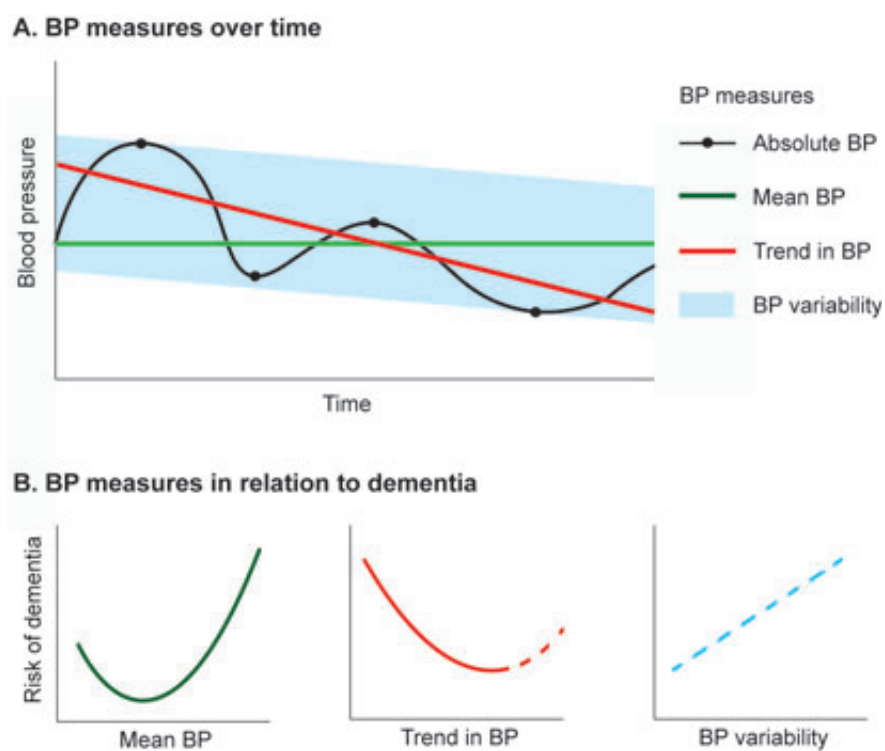 A. BP measures over time
Blood pressure
Time
BP measures
Absolute BP
Mean BP
Trend in BP
BP variability
B. BP measures in relation to dementia
Risk of dementia
Mean BP
Trend in BP
BP variability